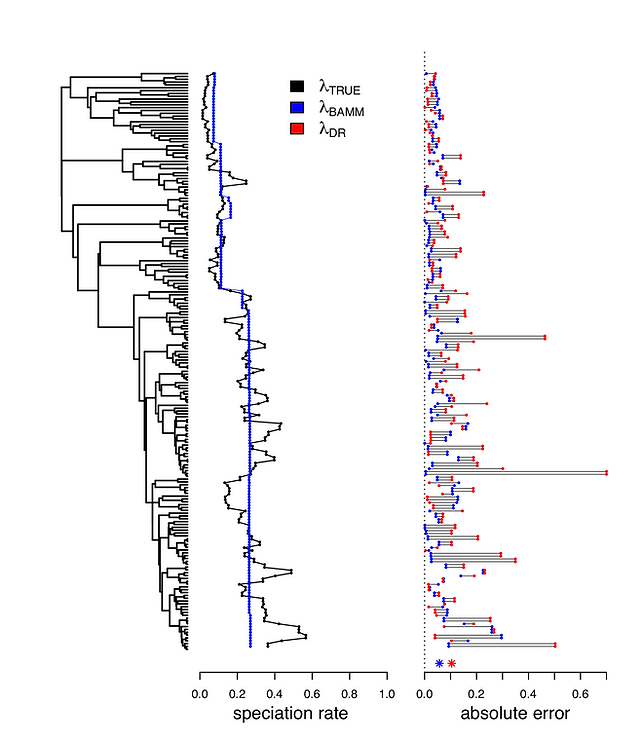 λTRUE
λBAMM
λDR
0.0 0.2 0.4 0.6 0.8 1.0
speciation rate
0.0 0.2 0.4 0.6
absolute error
* *